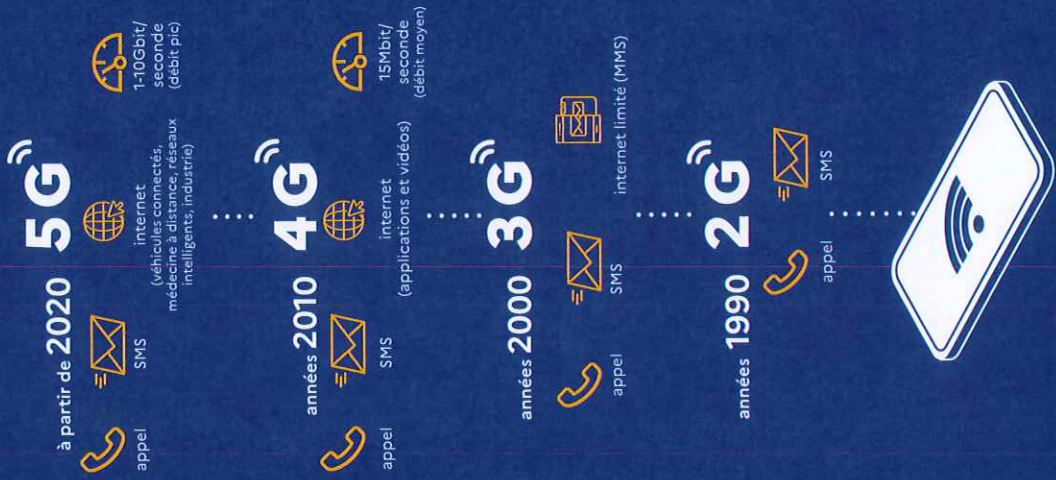 à partir de 2020 5G
appel
SMS
internet
(véhicules connectés,
médecine à distance, réseaux
intelligents, industrie)
1-10Gbit/
seconde
(débit pic)
années 2010 4G
appel
SMS
internet
(applications et vidéos)
15Mbit/
seconde
(débit moyen)
années 2000 3G
appel
SMS
internet limité (MMS)
années 1990 2G
appel
SMS